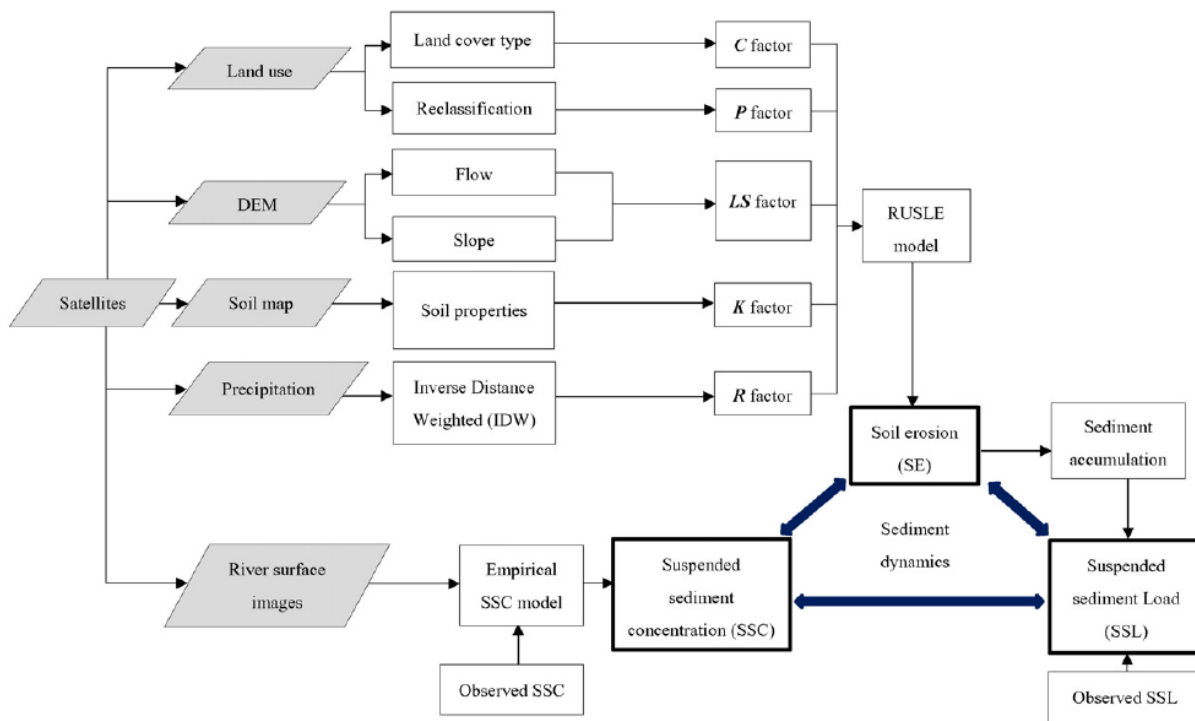 Land use
Land cover type
C factor
Reclassification
P factor
DEM
Flow
Slope
LS factor
RUSLE
model
Satellites
Soil map
Soil properties
K factor
Precipitation
Inverse Distance
Weighted (IDW)
R factor
Soil erosion
(SE)
Sediment
accumulation
Sediment
dynamics
River surface
images
Empirical
SSC model
Suspended
sediment
concentration (SSC)
Suspended
sediment Load
(SSL)
Observed SSC
Observed SSL